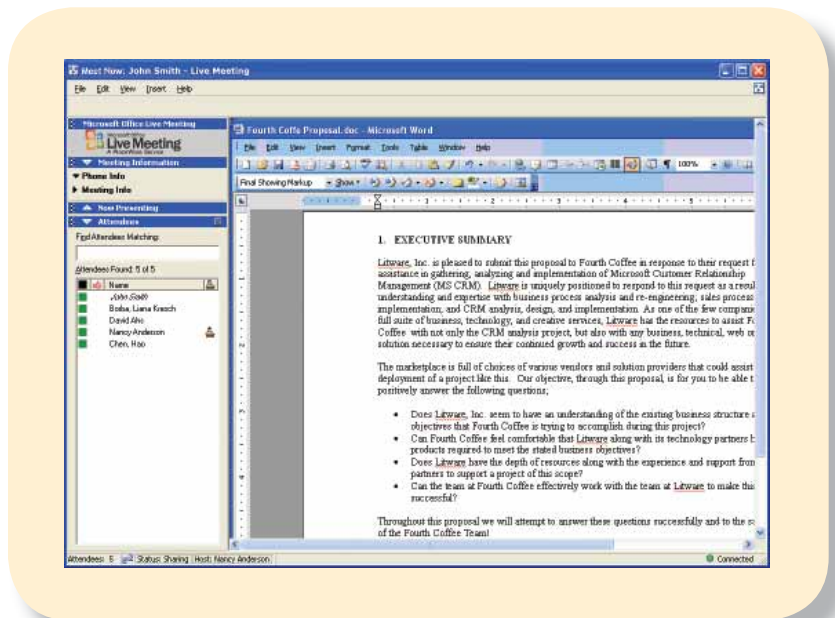 Meet Now: John Smith - Live Meeting
File Edit View Insert Help
Microsoft Office Live Meeting
Live Meeting
Meeting Information
Phone Info
Meeting Info
Now Presenting
Attendees
Find Attendees Matching:
Attendees Found: 5 of 5
Name
John Smith
Bosba, Liana Krasch
David Aho
Nancy Anderson
Chen, Hao
Fourth Coffe Proposal.doc - Microsoft Word
File Edit View Insert Format Tools Table Window Help
100%
Final Showing Markup Show
1 2 3 4 5
1. EXECUTIVE SUMMARY
Litware, Inc. is pleased to submit this proposal to Fourth Coffee in response to their request f
assistance in gathering, analyzing and implementation of Microsoft Customer Relationship
Management (MS CRM). Litware is uniquely positioned to respond to this request as a resul
understanding and expertise with business process analysis and re-engineering, sales process
implementation, and CRM analysis, design, and implementation. As one of the few compani
full suite of business, technology, and creative services, Litware has the resources to assist Fo
Coffee with not only the CRM analysis project, but also with any business, technical, web or
solution necessary to ensure their continued growth and success in the future.
The marketplace is full of choices of various vendors and solution providers that could assist
deployment of a project like this. Our objective, through this proposal, is for you to be able t
positively answer the following questions;
• Does Litware, Inc. seem to have an understanding of the existing business structure a
objectives that Fourth Coffee is trying to accomplish during this project?
• Can Fourth Coffee feel comfortable that Litware along with its technology partners h
products required to meet the stated business objectives?
• Does Litware have the depth of resources along with the experience and support from
partners to support a project of this scope?
• Can the team at Fourth Coffee effectively work with the team at Litware to make this
successful?
Throughout this proposal we will attempt to answer these questions successfully and to the sa
of the Fourth Coffee Team!
Attendees: 5 Status: Sharing Host: Nancy Anderson Connected